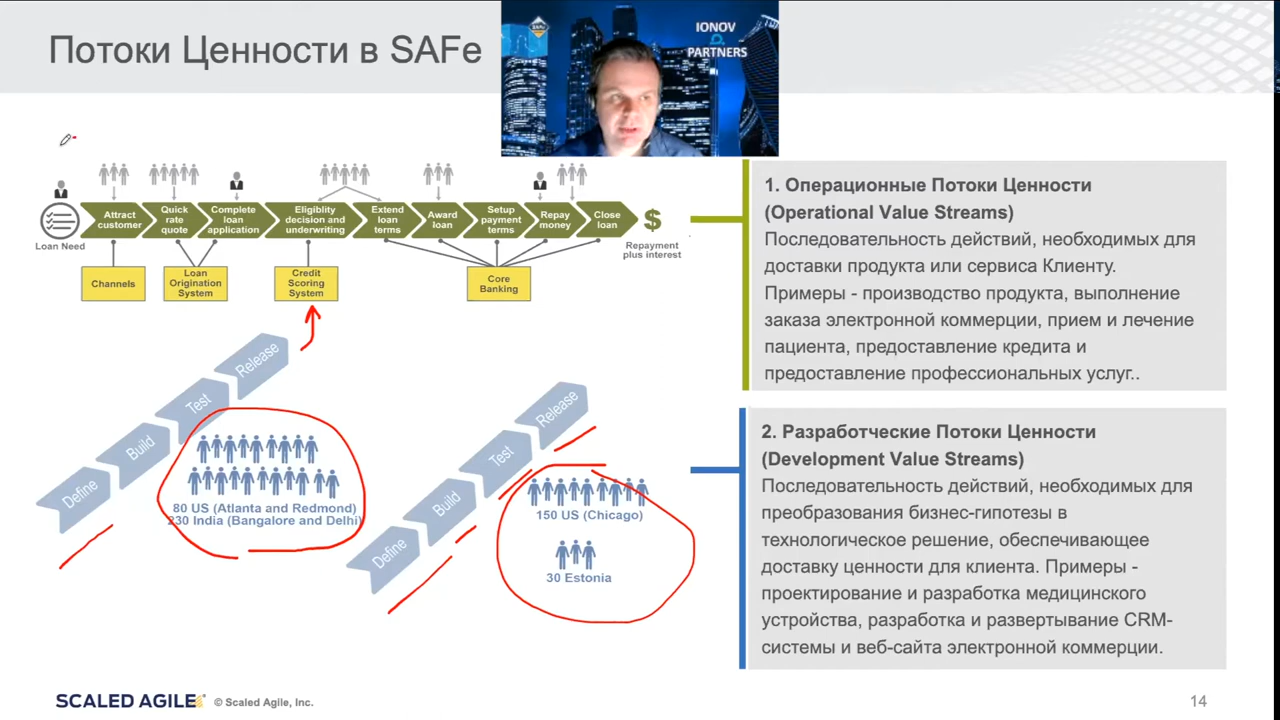 Потоки Ценности в SAFe
IONOV
PARTNERS
Attract
customer
Quick
rate
quote
Complete
loan
application
Eligiblity
decision and
underwriting
Extend
loan
terms
Award
loan
Setup
payment
terms
Repay
money
Close
loan
$
Loan Need
Repayment
plus interest
Channels
Loan
Origination
System
Credit
Scoring
System
Core
Banking
Define
Build
Test
Release
80 US (Atlanta and Redmond)
230 India (Bangalore and Delhi)
Define
Build
Test
Release
150 US (Chicago)
30 Estonia
1. Операционные Потоки Ценности
(Operational Value Streams)
Последовательность действий, необходимых для
доставки продукта или сервиса Клиенту.
Примеры - производство продукта, выполнение
заказа электронной коммерции, прием и лечение
пациента, предоставление кредита и
предоставление профессиональных услуг..
2. Разработческие Потоки Ценности
(Development Value Streams)
Последовательность действий, необходимых для
преобразования бизнес-гипотезы в
технологическое решение, обеспечивающее
доставку ценности для клиента. Примеры -
проектирование и разработка медицинского
устройства, разработка и развертывание CRM-
системы и веб-сайта электронной коммерции.
SCALED AGILE
© Scaled Agile, Inc.
14